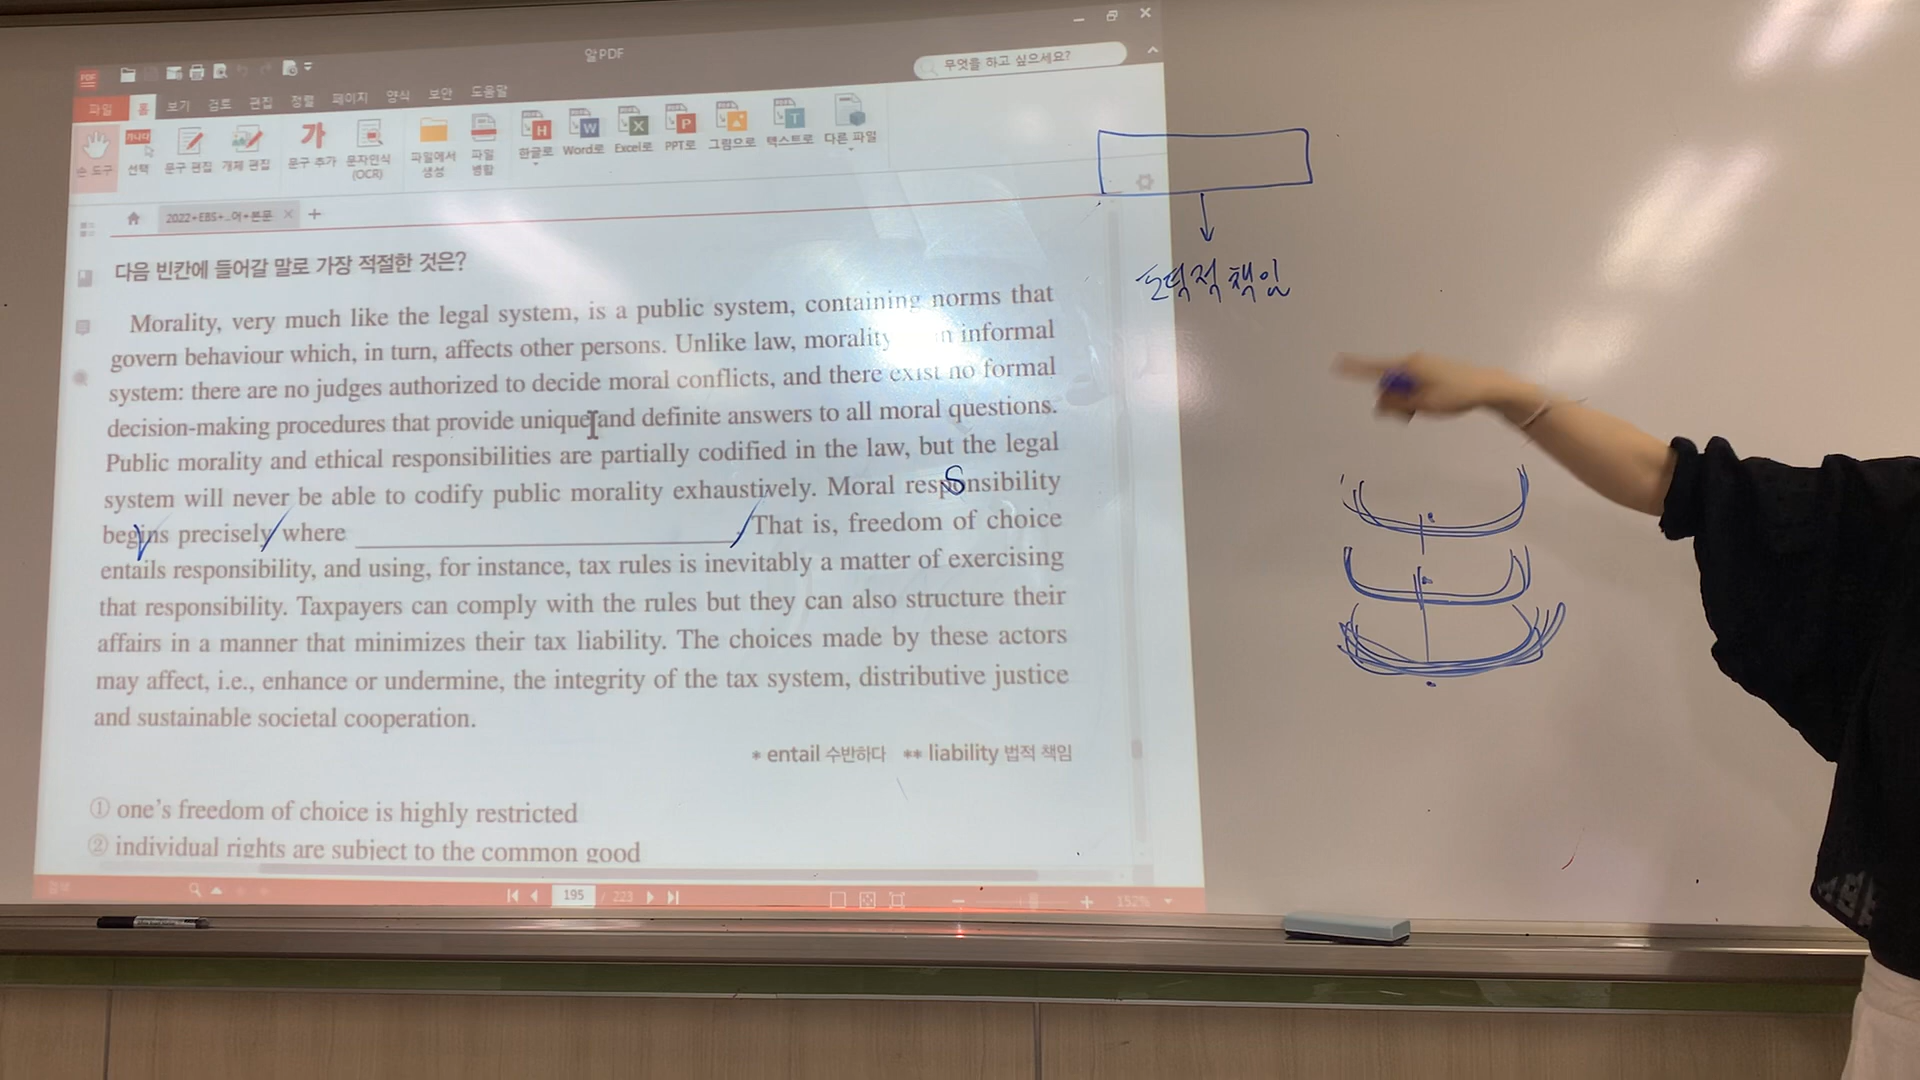 알PDF
무엇을 하고 싶으세요?
파일 홈 보기 검토 편집 정렬 페이지 양식 보안 도움말
손 도구 선택 문구 편집 개체 편집 문구 추가 문자인식 (OCR) 파일에서 생성 파일 병합 한글로 Word로 Excel로 PPT로 그림으로 텍스트로 다른 파일
2022+EBS+...어+본문
다음 빈칸에 들어갈 말로 가장 적절한 것은?
Morality, very much like the legal system, is a public system, containing norms that
govern behaviour which, in turn, affects other persons. Unlike law, morality informal
system: there are no judges authorized to decide moral conflicts, and there exist no formal
decision-making procedures that provide unique and definite answers to all moral questions.
Public morality and ethical responsibilities are partially codified in the law, but the legal
system will never be able to codify public morality exhaustively. Moral responsibility
begins precely where
That is, freedom of choice
entails responsibility, and using, for instance, tax rules is inevitably a matter of exercising
that responsibility. Taxpayers can comply with the rules but they can also structure their
affairs in a manner that minimizes their tax liability. The choices made by these actors
may affect, i.e., enhance or undermine, the integrity of the tax system, distributive justice
and sustainable societal cooperation.
* entail 수반하다 ** liability 법적 책임
① one's freedom of choice is highly restricted
② individual rights are subject to the common good
195 / 223
152%
도덕적 책임
S
V